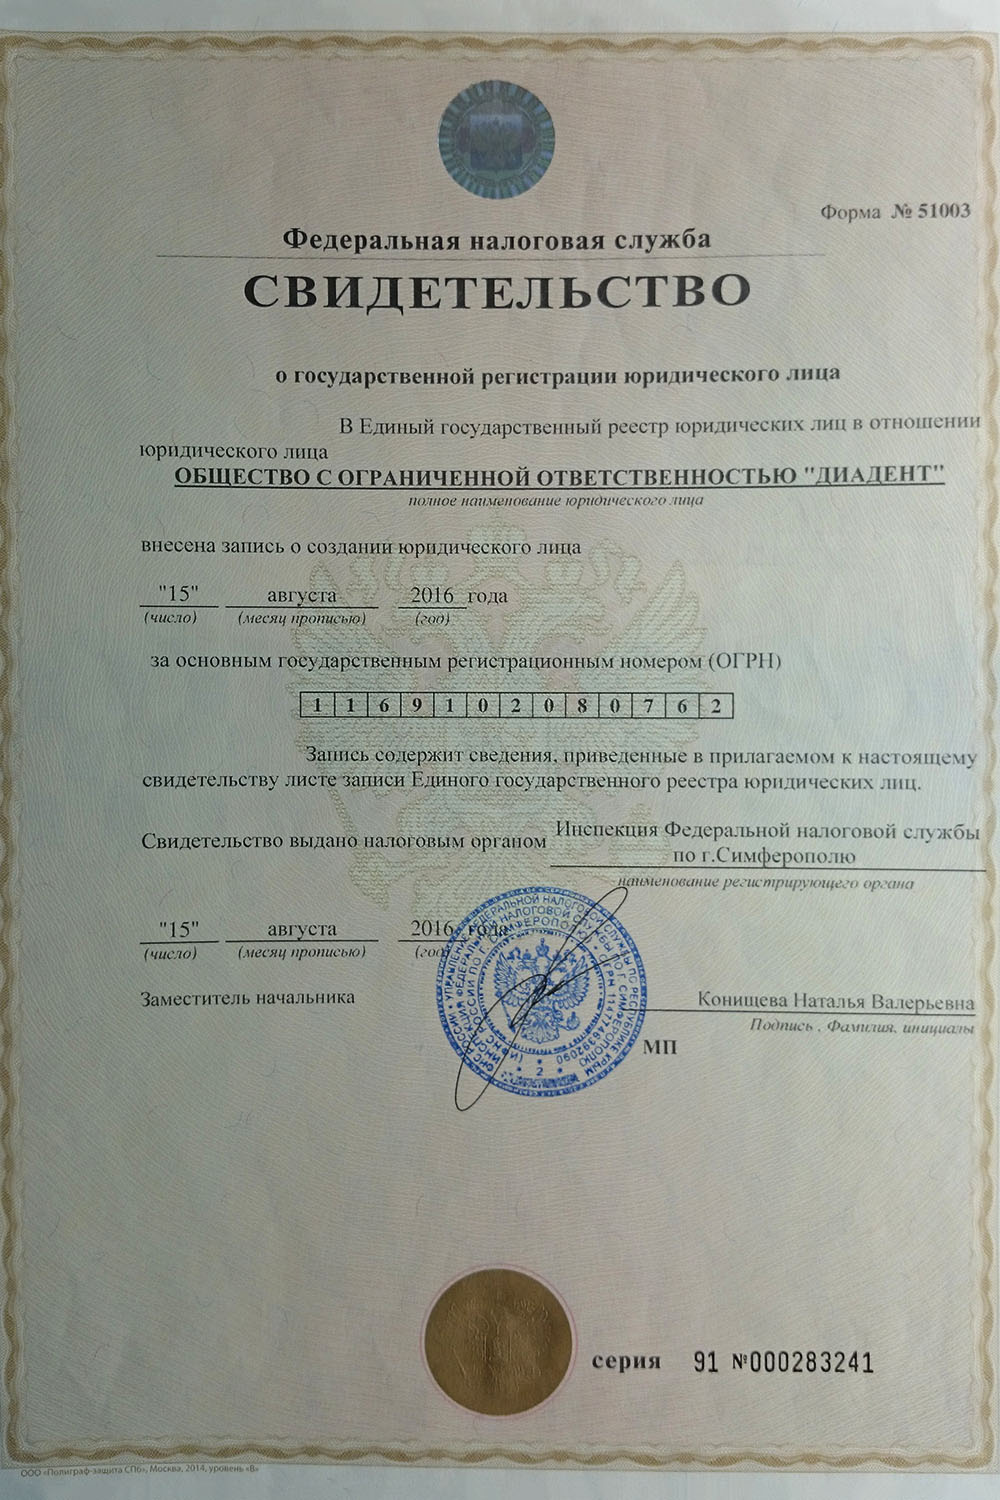 Форма № 51003
Федеральная налоговая служба
СВИДЕТЕЛЬСТВО
о государственной регистрации юридического лица
В Единый государственный реестр юридических лиц в отношении
юридического лица
ОБЩЕСТВО С ОГРАНИЧЕННОЙ ОТВЕТСТВЕННОСТЬЮ "ДИАДЕНТ"
полное наименование юридического лица
внесена запись о создании юридического лица
"15" августа 2016 года
(число) (месяц прописью) (год)
за основным государственным регистрационным номером (ОГРН)
1 1 6 9 1 0 2 0 8 0 7 6 2
Запись содержит сведения, приведенные в прилагаемом к настоящему
свидетельству листе записи Единого государственного реестра юридических лиц.
Свидетельство выдано налоговым органом Инспекция Федеральной налоговой службы
по г.Симферополю
наименование регистрирующего органа
"15" августа 2016 года
(число) (месяц прописью) (год)
Заместитель начальника Конищева Наталья Валерьевна
Подпись , Фамилия, инициалы
МП
серия 91 №000283241
ООО «Полиграф-защита СПб», Москва, 2014, уровень «В»